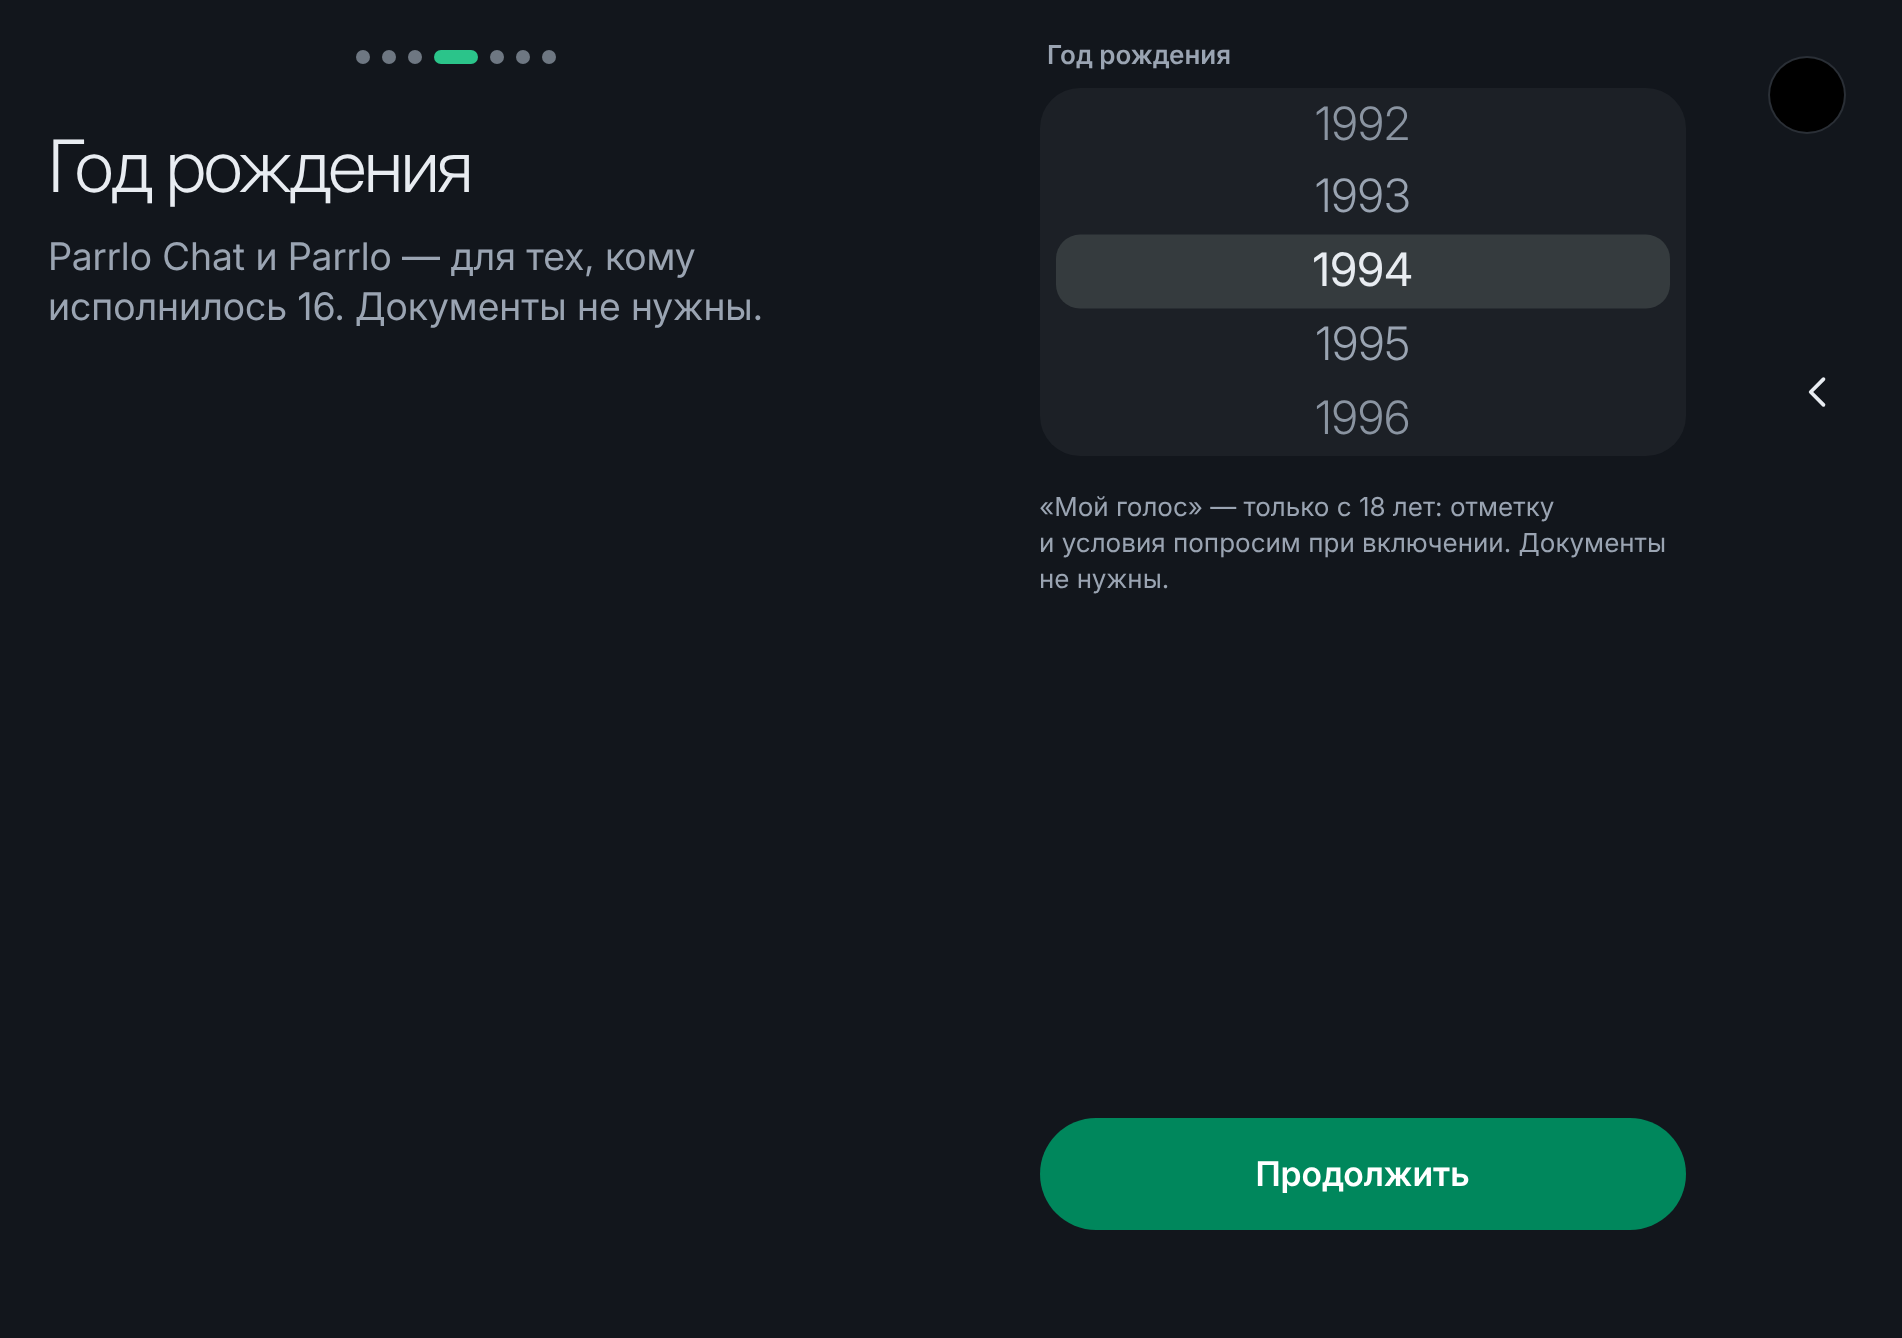 Год рождения
Parrlo Chat и Parrlo — для тех, кому
исполнилось 16. Документы не нужны.
Год рождения
1992
1993
1994
1995
1996
«Мой голос» — только с 18 лет: отметку
и условия попросим при включении. Документы
не нужны.
Продолжить